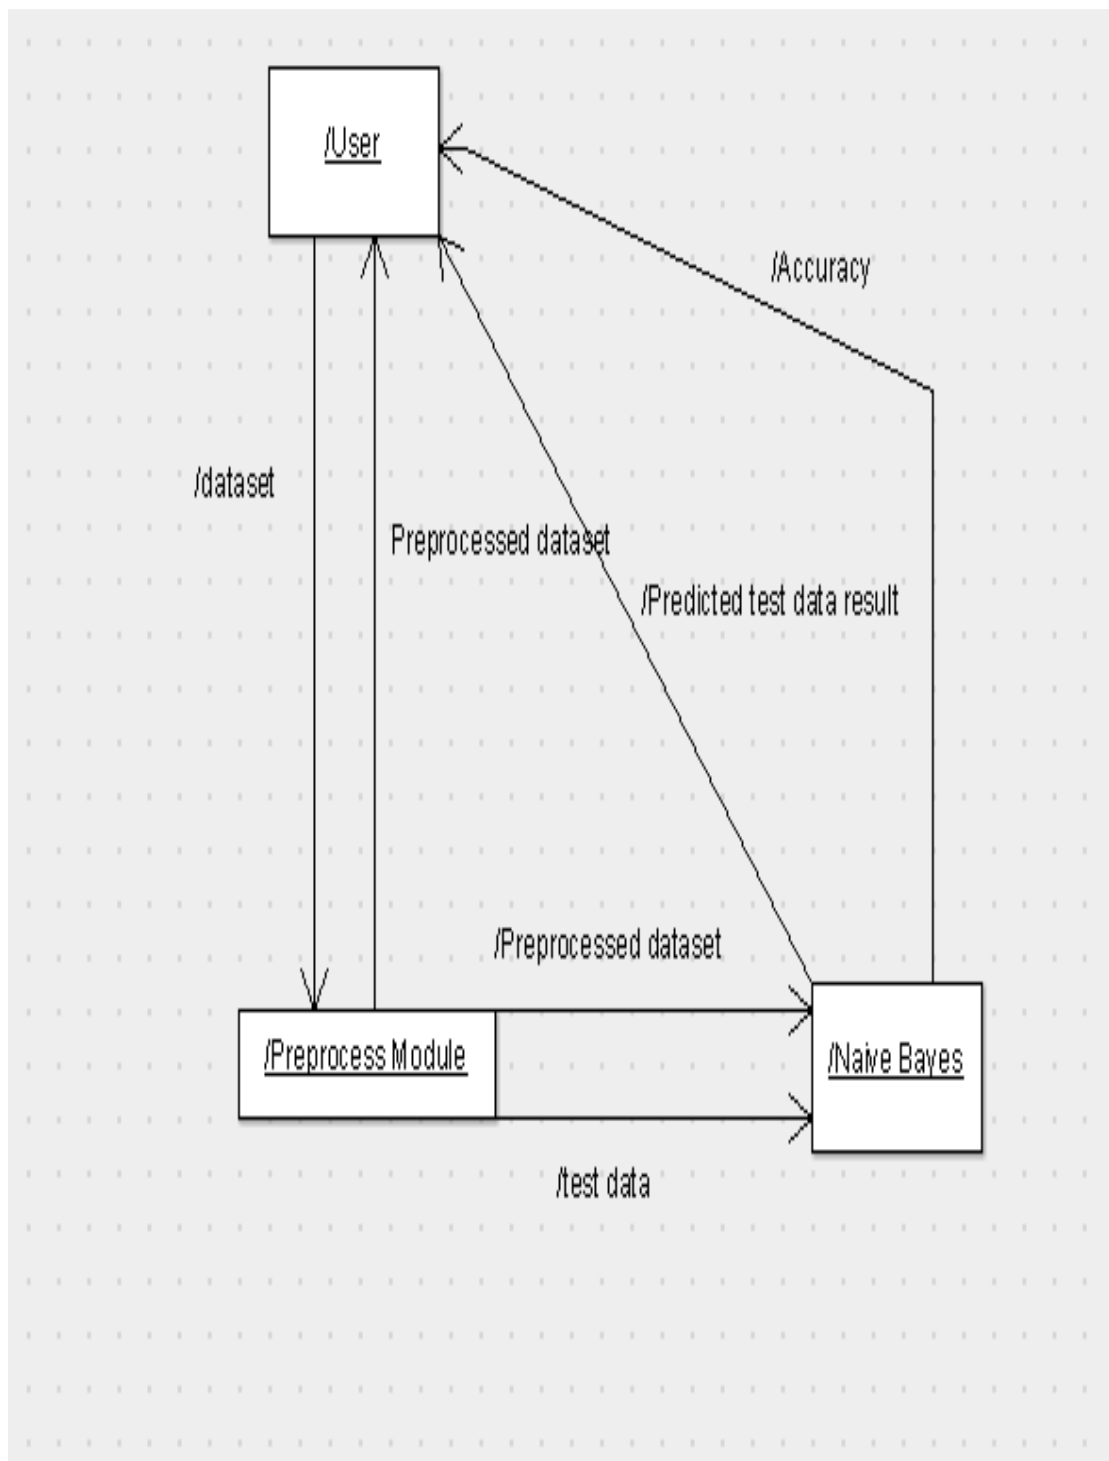 /User
/Accuracy
/dataset
Preprocessed dataset
/Predicted test data result
/Preprocessed dataset
/Preprocess Module
/Naive Bayes
/test data